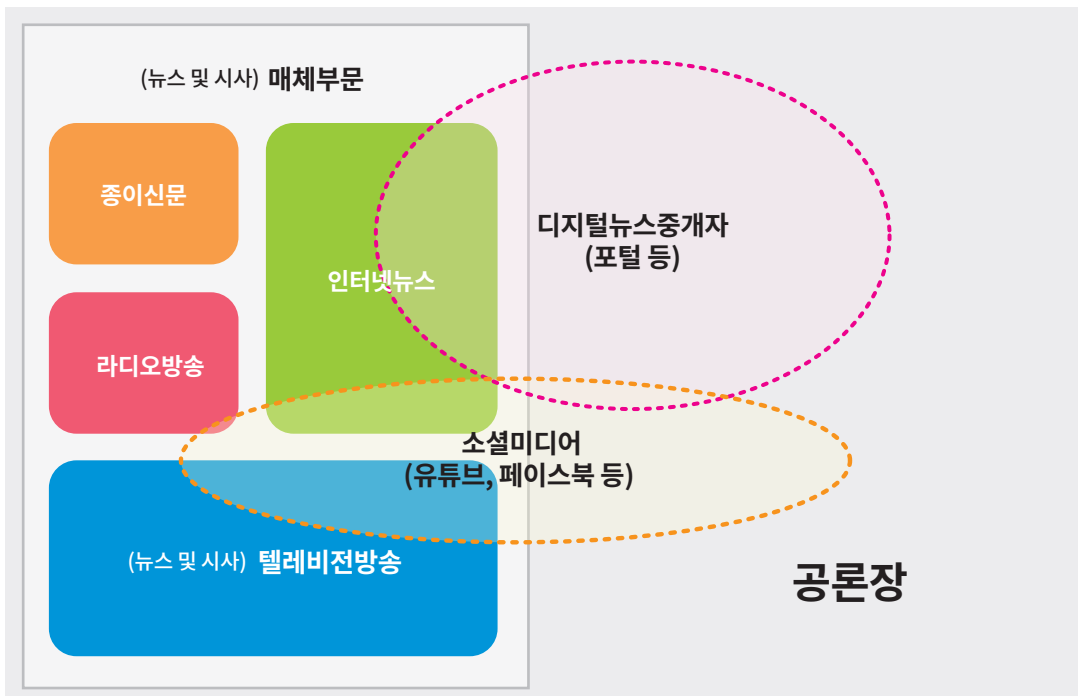 (뉴스 및 시사) 매체부문
종이신문
인터넷뉴스
디지털뉴스중개자
(포털 등)
라디오방송
소셜미디어
(유튜브, 페이스북 등)
(뉴스 및 시사) 텔레비전방송
공론장